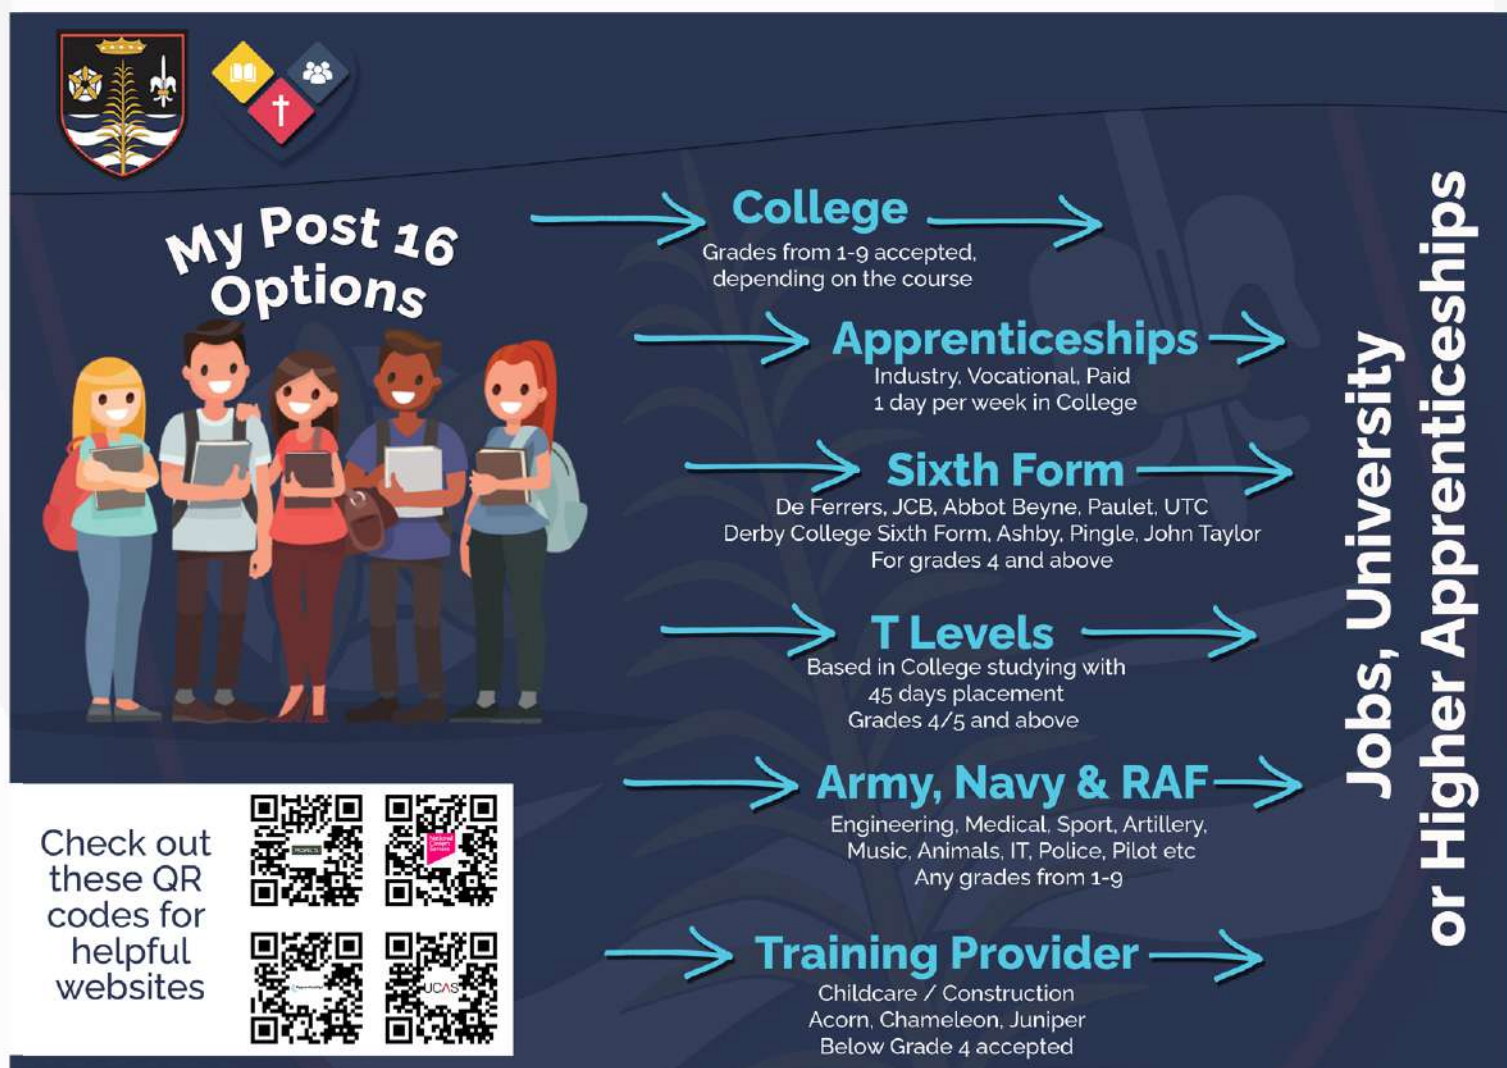 My Post 16
Options
College
Grades from 1-9 accepted,
depending on the course
Apprenticeships
Industry, Vocational, Paid
1 day per week in College
Sixth Form
De Ferrers, JCB, Abbot Beyne, Paulet, UTC
Derby College Sixth Form, Ashby, Pingle, John Taylor
For grades 4 and above
T Levels
Based in College studying with
45 days placement
Grades 4/5 and above
Army, Navy & RAF
Engineering, Medical, Sport, Artillery,
Music, Animals, IT, Police, Pilot etc
Any grades from 1-9
Training Provider
Childcare / Construction
Acorn, Chameleon, Juniper
Below Grade 4 accepted
Jobs, University
or Higher Apprenticeships
Check out
these QR
codes for
helpful
websites
National
Careers
Service
UCAS